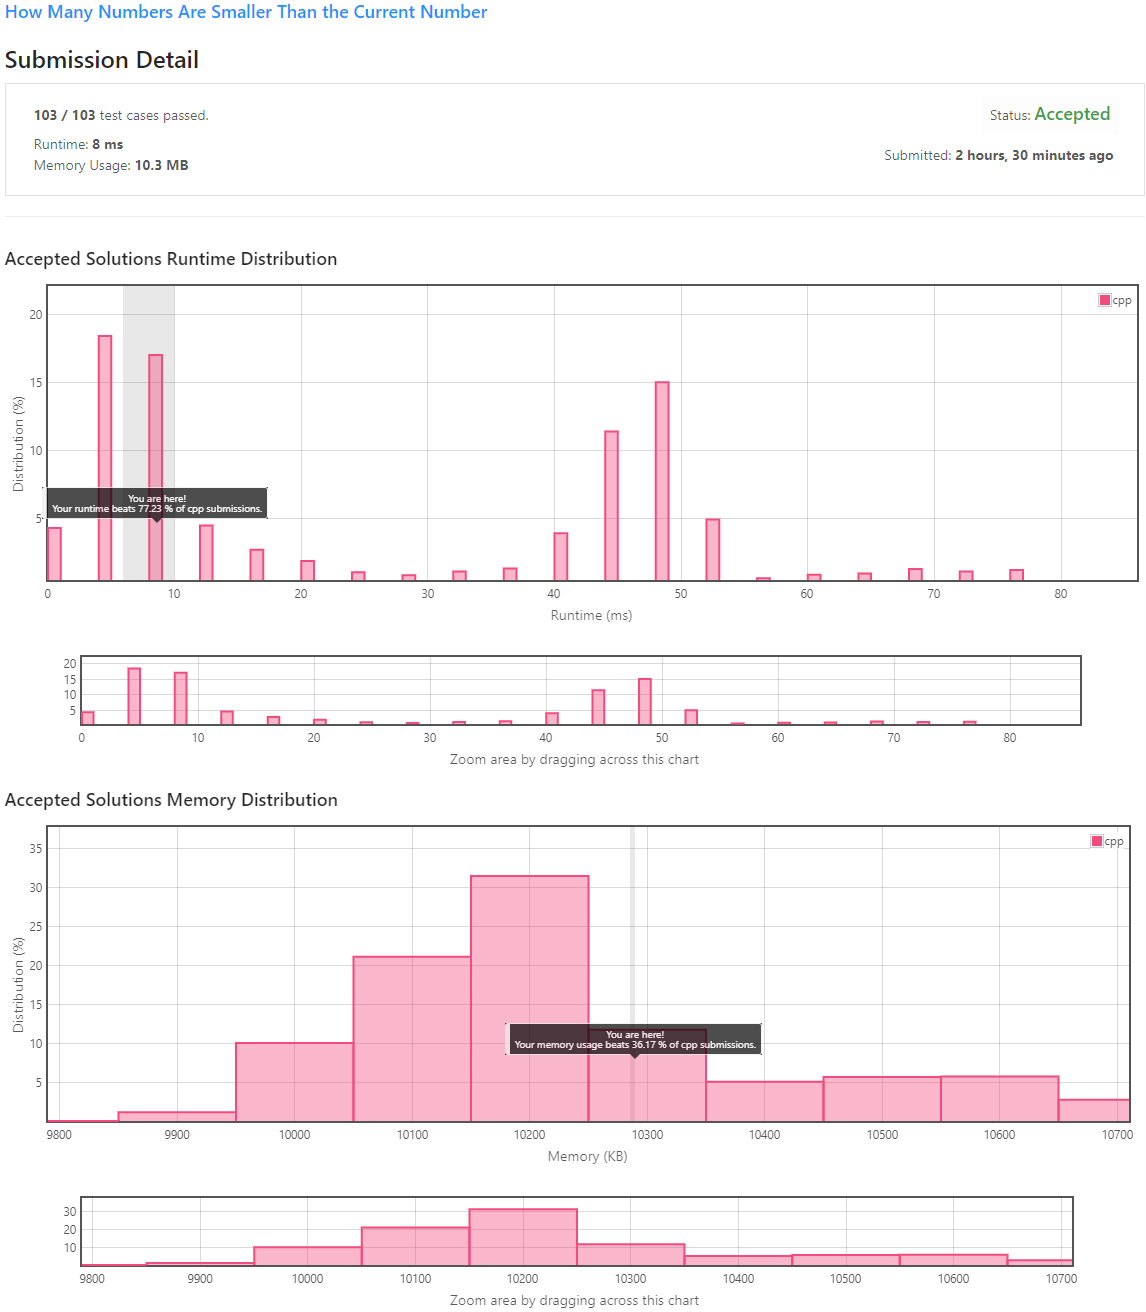 How Many Numbers Are Smaller Than the Current Number
Submission Detail
103 / 103 test cases passed.
Status: Accepted
Runtime: 8 ms
Submitted: 2 hours, 30 minutes ago
Memory Usage: 10.3 MB
Accepted Solutions Runtime Distribution
cpp
20
15
10
5
Distribution (%)
You are here!
Your runtime beats 77.23 % of cpp submissions.
0 10 20 30 40 50 60 70 80
Runtime (ms)
20
15
10
5
0 10 20 30 40 50 60 70 80
Zoom area by dragging across this chart
Accepted Solutions Memory Distribution
cpp
35
30
25
20
15
10
5
Distribution (%)
You are here!
Your memory usage beats 36.17 % of cpp submissions.
9800 9900 10000 10100 10200 10300 10400 10500 10600 10700
Memory (KB)
30
20
10
9800 9900 10000 10100 10200 10300 10400 10500 10600 10700
Zoom area by dragging across this chart